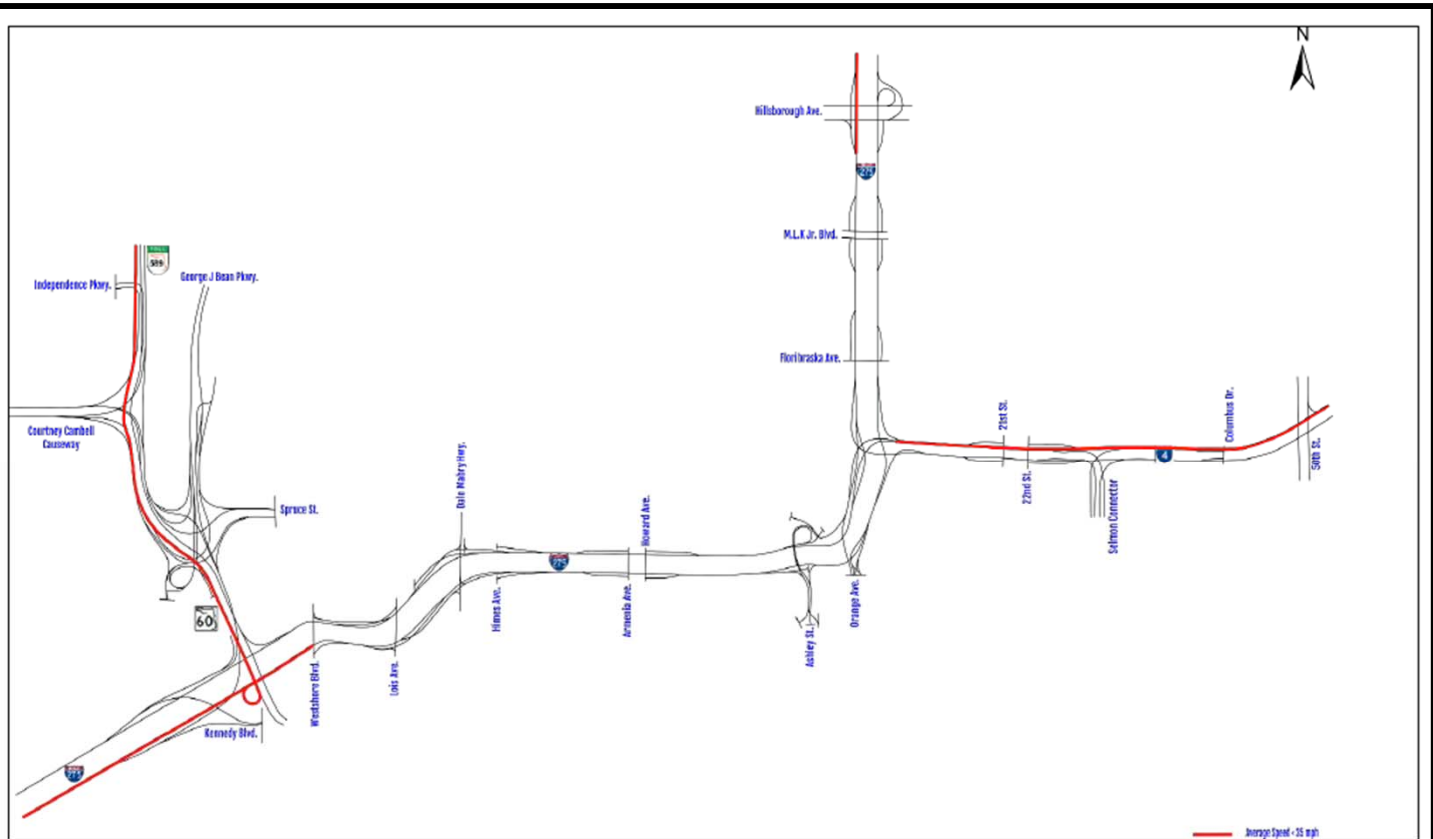 N
Hillsborough Ave.
275
M.L.K Jr. Blvd.
589
Independence Pkwy.
George J Bean Pkwy.
Floribraska Ave.
Courtney Cambell
Causeway
21st St.
Columbus Dr.
50th St.
4
22nd St.
Selmon Connector
Spruce St.
Dale Mabry Hwy.
Howard Ave.
275
Himes Ave.
Armenia Ave.
Orange Ave.
Ashley St.
60
Westshore Blvd.
Lois Ave.
Kennedy Blvd.
275
Average Speed < 35 mph